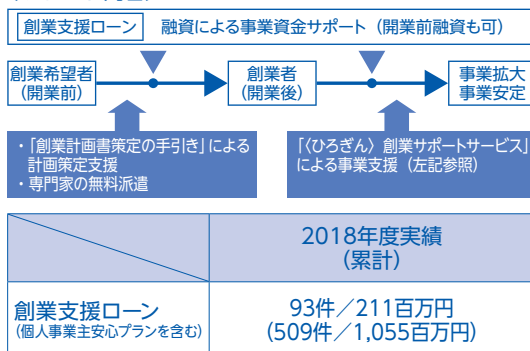 創業支援ローン 融資による事業資金サポート（開業前融資も可）
創業希望者
（開業前）
創業者
（開業後）
事業拡大
事業安定
・「創業計画書策定の手引き」による
計画策定支援
・専門家の無料派遣
「〈ひろぎん〉創業サポートサービス」
による事業支援（左記参照）
2018年度実績
（累計）
創業支援ローン
（個人事業主安心プランを含む）
93件／211百万円
（509件／1,055百万円）